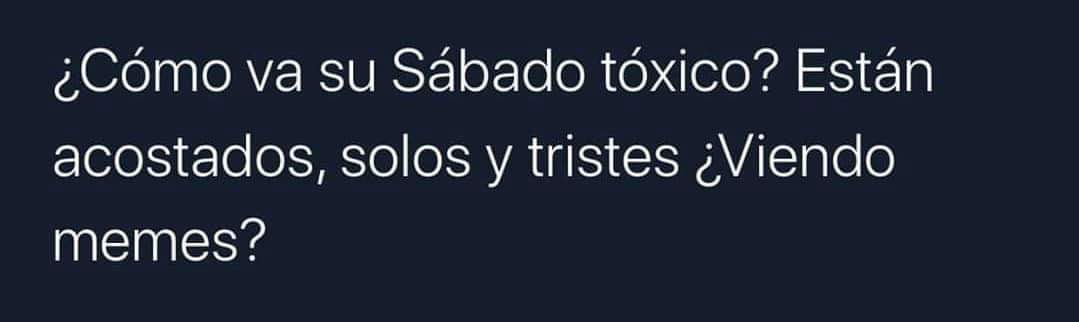 ¿Cómo va su Sábado tóxico? Están
acostados, solos y tristes ¿Viendo
memes?